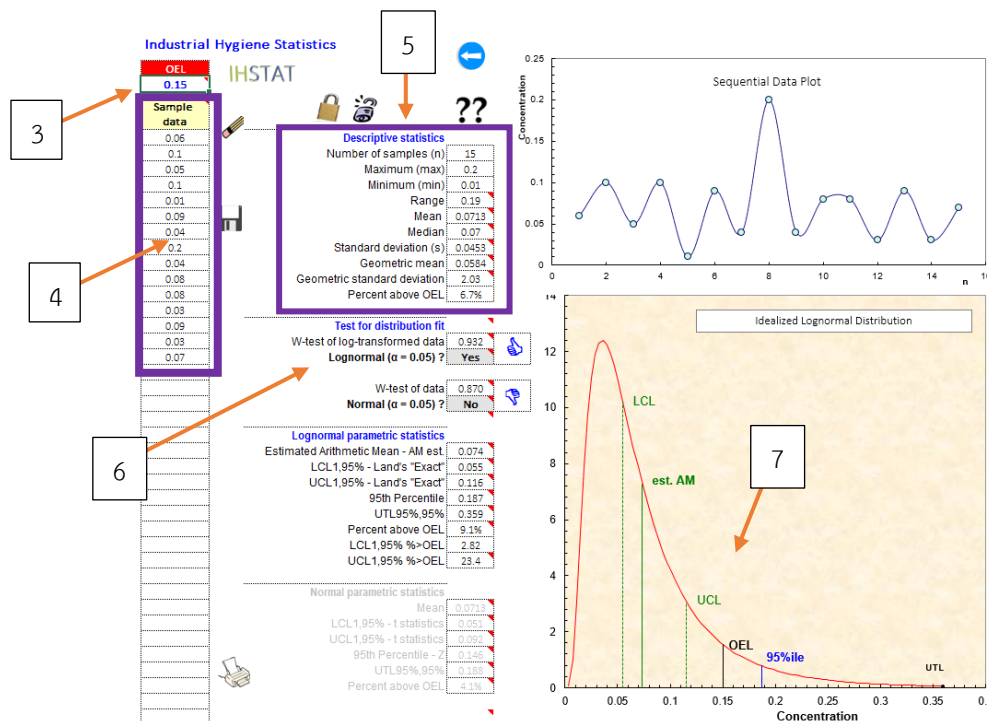 Industrial Hygiene Statistics
OEL
0.15
IHSTAT
3
4
5
6
7
??
Sample
data
0.06
0.1
0.05
0.1
0.01
0.09
0.04
0.2
0.04
0.08
0.08
0.03
0.09
0.03
0.07
Descriptive statistics
Number of samples (n) 15
Maximum (max) 0.2
Minimum (min) 0.01
Range 0.19
Mean 0.0713
Median 0.07
Standard deviation (s) 0.0453
Geometric mean 0.0584
Geometric standard deviation 2.03
Percent above OEL 6.7%
Test for distribution fit
W-test of log-transformed data 0.932
Lognormal (α = 0.05) ? Yes
W-test of data 0.870
Normal (α = 0.05) ? No
Lognormal parametric statistics
Estimated Arithmetic Mean - AM est. 0.074
LCL1,95% - Land's "Exact" 0.055
UCL1,95% - Land's "Exact" 0.116
95th Percentile 0.187
UTL95%,95% 0.359
Percent above OEL 9.1%
LCL1,95% %>OEL 2.82
UCL1,95% %>OEL 23.4
Normal parametric statistics
Mean 0.0713
LCL1,95% - t statistics 0.051
UCL1,95% - t statistics 0.092
95th Percentile - Z 0.146
UTL95%,95% 0.188
Percent above OEL 4.1%
Sequential Data Plot
Concentration
0.25
0.2
0.15
0.1
0.05
0
0 2 4 6 8 10 12 14 16
n
Idealized Lognormal Distribution
14
12
10
8
6
4
2
0
LCL
est. AM
UCL
OEL
95%ile
UTL
0 0.05 0.1 0.15 0.2 0.25 0.3 0.35
Concentration